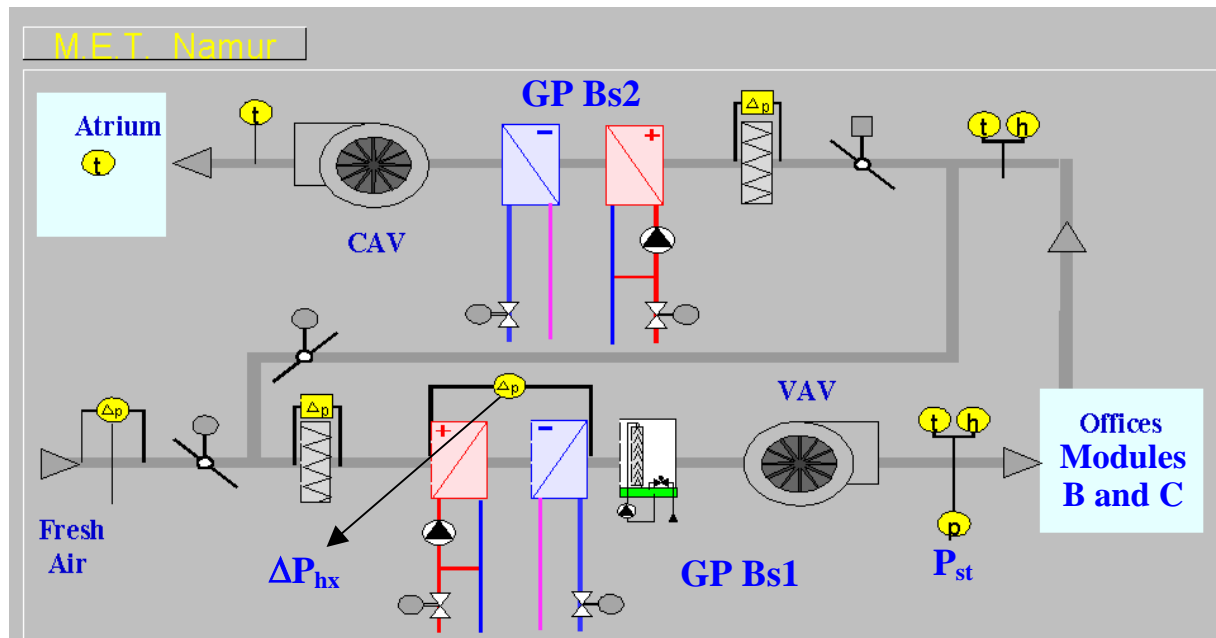 M.E.T. Namur
GP Bs2
Atrium
t
t
- +
Δp
t h
CAV
VAV
Δp
Δp
Δp
+ -
t h
Offices
Modules
B and C
Fresh
Air
ΔPhx
GP Bs1
p
Pst